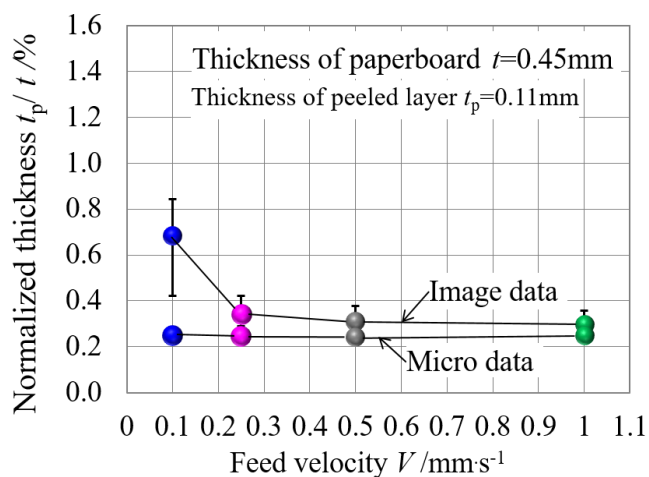 1.6
1.4
1.2
1.0
0.8
0.6
0.4
0.2
0.0
Normalized thickness tp/ t /%
Thickness of paperboard t=0.45mm
Thickness of peeled layer tp=0.11mm
Image data
Micro data
0 0.1 0.2 0.3 0.4 0.5 0.6 0.7 0.8 0.9 1 1.1
Feed velocity V /mm·s-1